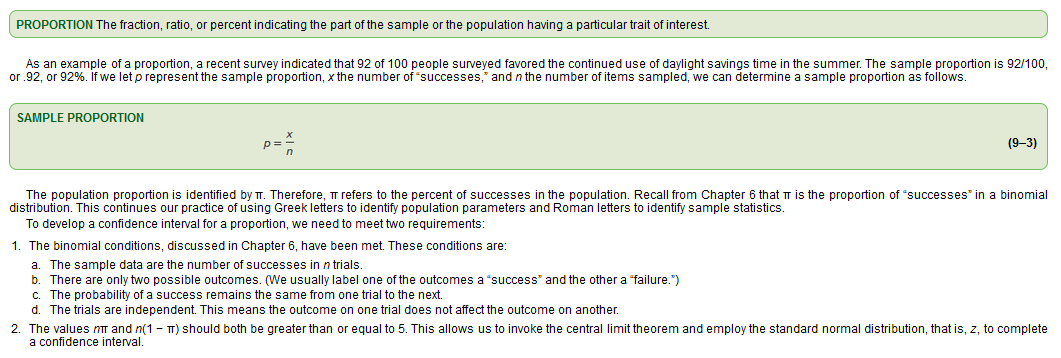 PROPORTION The fraction, ratio, or percent indicating the part of the sample or the population having a particular trait of interest.
As an example of a proportion, a recent survey indicated that 92 of 100 people surveyed favored the continued use of daylight savings time in the summer. The sample proportion is 92/100,
or .92, or 92%. If we let p represent the sample proportion, x the number of “successes,” and n the number of items sampled, we can determine a sample proportion as follows.
SAMPLE PROPORTION
p = x/n (9–3)
The population proportion is identified by π. Therefore, π refers to the percent of successes in the population. Recall from Chapter 6 that π is the proportion of “successes” in a binomial
distribution. This continues our practice of using Greek letters to identify population parameters and Roman letters to identify sample statistics.
To develop a confidence interval for a proportion, we need to meet two requirements:
1. The binomial conditions, discussed in Chapter 6, have been met. These conditions are:
a. The sample data are the number of successes in n trials.
b. There are only two possible outcomes. (We usually label one of the outcomes a “success” and the other a “failure.”)
c. The probability of a success remains the same from one trial to the next.
d. The trials are independent. This means the outcome on one trial does not affect the outcome on another.
2. The values nπ and n(1 − π) should both be greater than or equal to 5. This allows us to invoke the central limit theorem and employ the standard normal distribution, that is, z, to complete
a confidence interval.